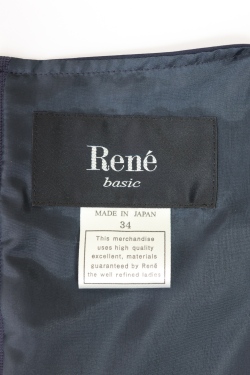 René
basic
MADE IN JAPAN
34
This merchandise
uses high quality
excellent, materials
guaranteed by René
the well refined ladies